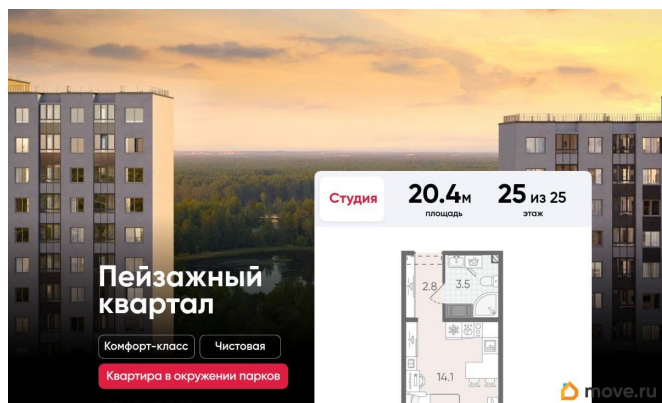 Студия
20.4м
площадь
25 из 25
этаж
Пейзажный
квартал
Комфорт-класс
Чистовая
Квартира в окружении парков
2.8
3.5
14.1
move.ru